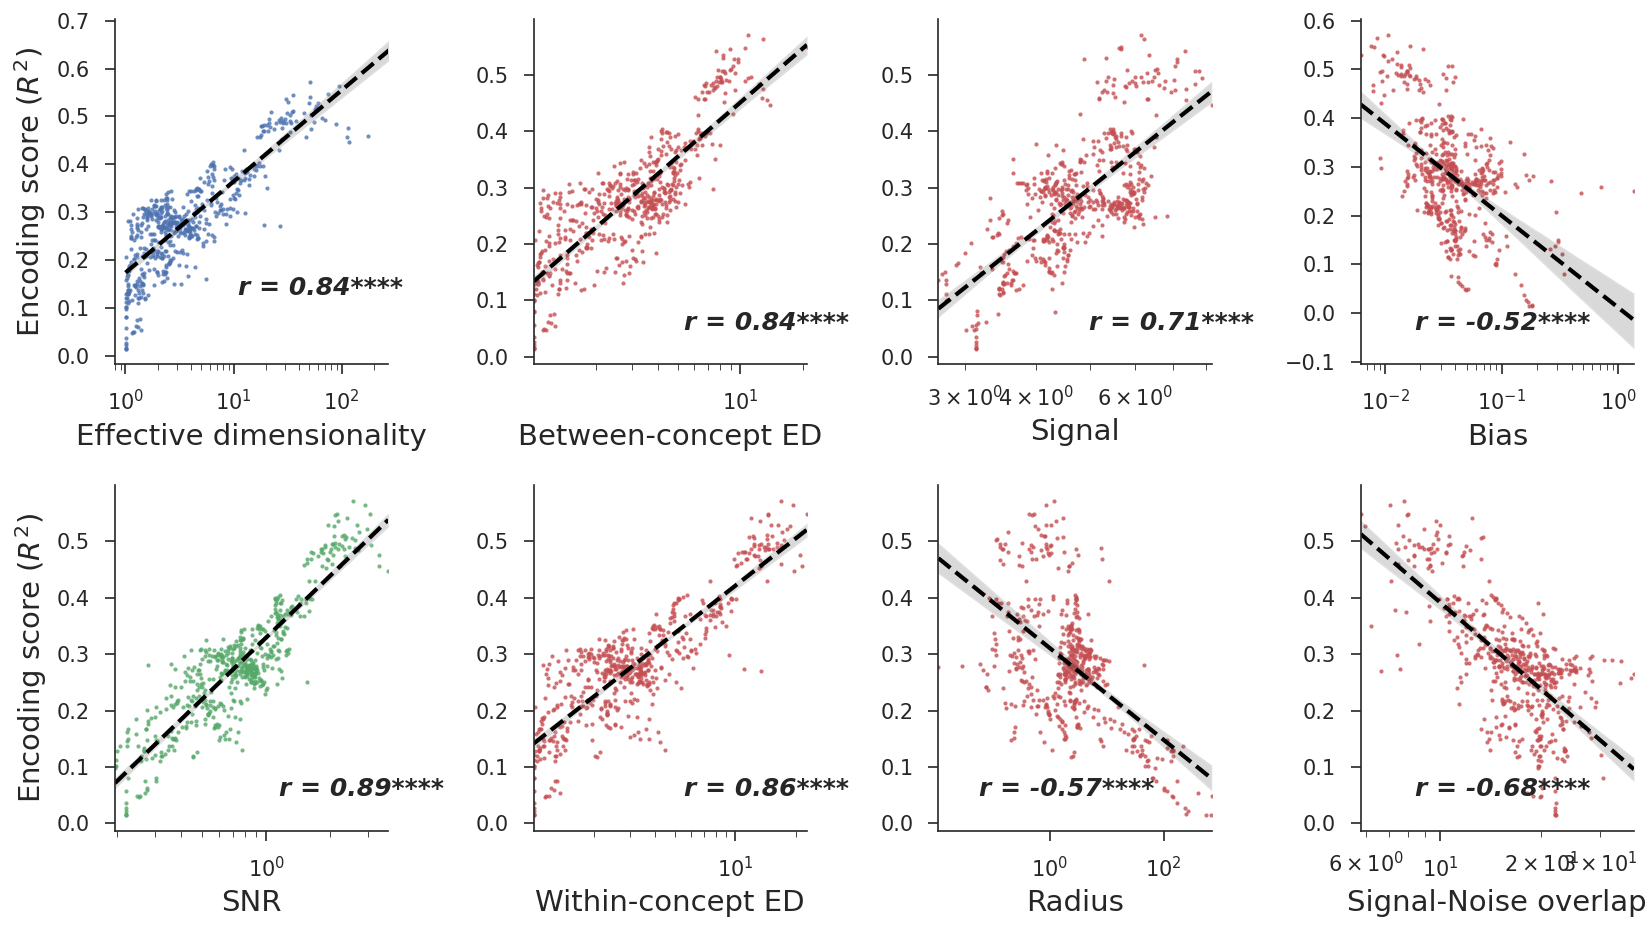 Encoding score (R²)
0.7
0.6
0.5
0.4
0.3
0.2
0.1
0.0
r = 0.84****
10⁰ 10¹ 10²
Effective dimensionality
0.5
0.4
0.3
0.2
0.1
0.0
r = 0.84****
10¹
Between-concept ED
0.5
0.4
0.3
0.2
0.1
0.0
r = 0.71****
3 × 10⁰ 4 × 10⁰ 6 × 10⁰
Signal
0.6
0.5
0.4
0.3
0.2
0.1
0.0
−0.1
r = -0.52****
10⁻² 10⁻¹ 10⁰
Bias
Encoding score (R²)
0.5
0.4
0.3
0.2
0.1
0.0
r = 0.89****
10⁰
SNR
0.5
0.4
0.3
0.2
0.1
0.0
r = 0.86****
10¹
Within-concept ED
0.5
0.4
0.3
0.2
0.1
0.0
r = -0.57****
10⁰ 10²
Radius
0.5
0.4
0.3
0.2
0.1
0.0
r = -0.68****
6 × 10⁰ 10¹ 2 × 10¹ 3 × 10¹
Signal-Noise overlap